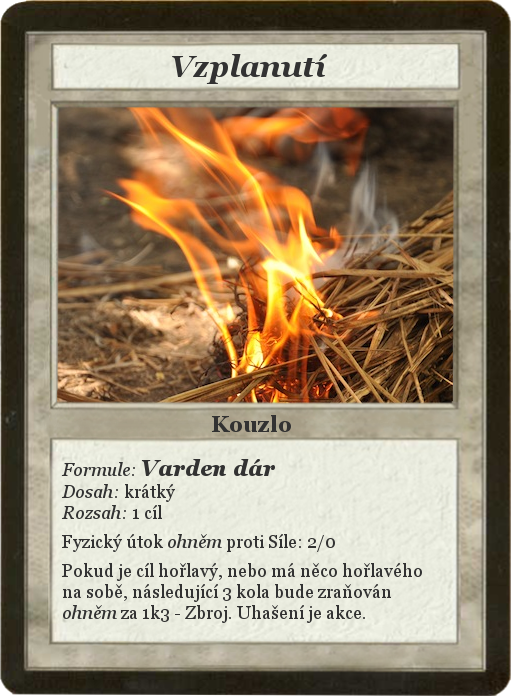 Vzplanutí
Kouzlo
Formule: Varden dár
Dosah: krátký
Rozsah: 1 cíl
Fyzický útok ohněm proti Síle: 2/0
Pokud je cíl hořlavý, nebo má něco hořlavého
na sobě, následující 3 kola bude zraňován
ohněm za 1k3 - Zbroj. Uhašení je akce.